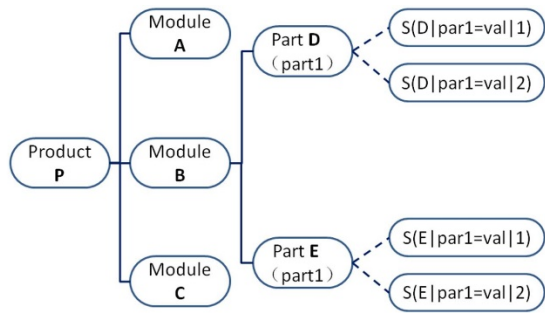 Product
P
Module
A
Module
B
Module
C
Part D
（part1）
Part E
（part1）
S(D|par1=val|1)
S(D|par1=val|2)
S(E|par1=val|1)
S(E|par1=val|2)